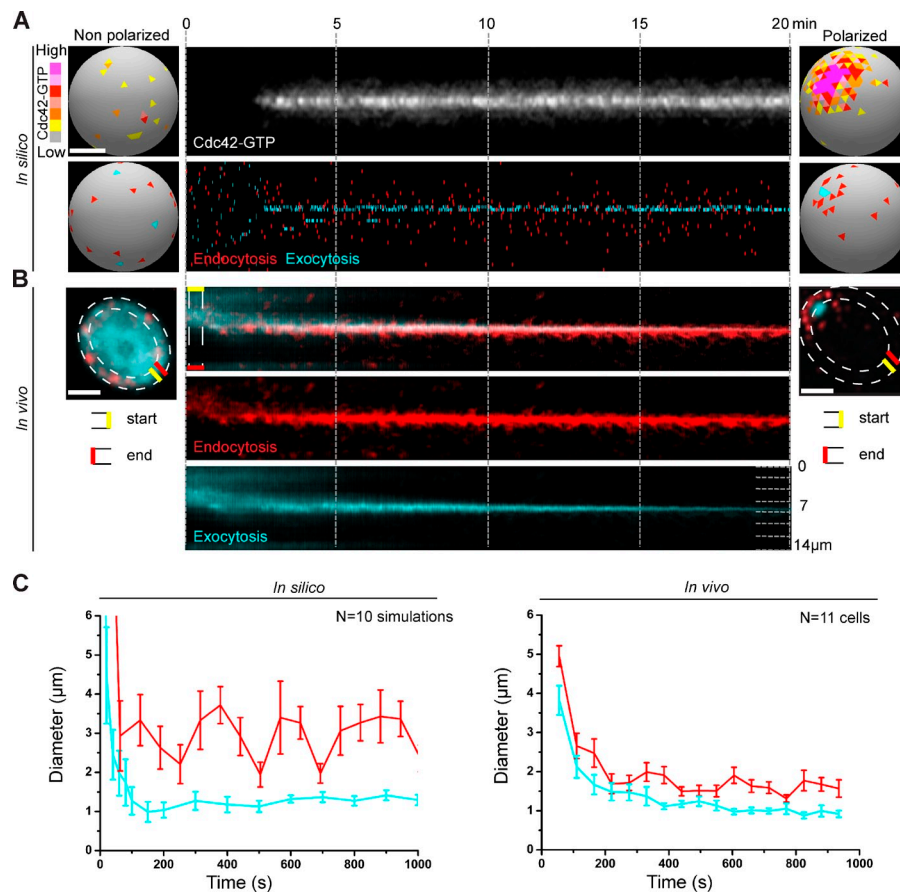 A
0 5 10 15 20 min
Non polarized
Polarized
High
Cdc42-GTP
Low
In silico
Cdc42-GTP
Endocytosis Exocytosis
B
In vivo
start
end
start
end
Endocytosis
Exocytosis
0
7
14µm
C
In silico
N=10 simulations
Diameter (µm)
6
5
4
3
2
1
0
0 200 400 600 800 1000
Time (s)
In vivo
N=11 cells
Diameter (µm)
6
5
4
3
2
1
0
0 200 400 600 800 1000
Time (s)